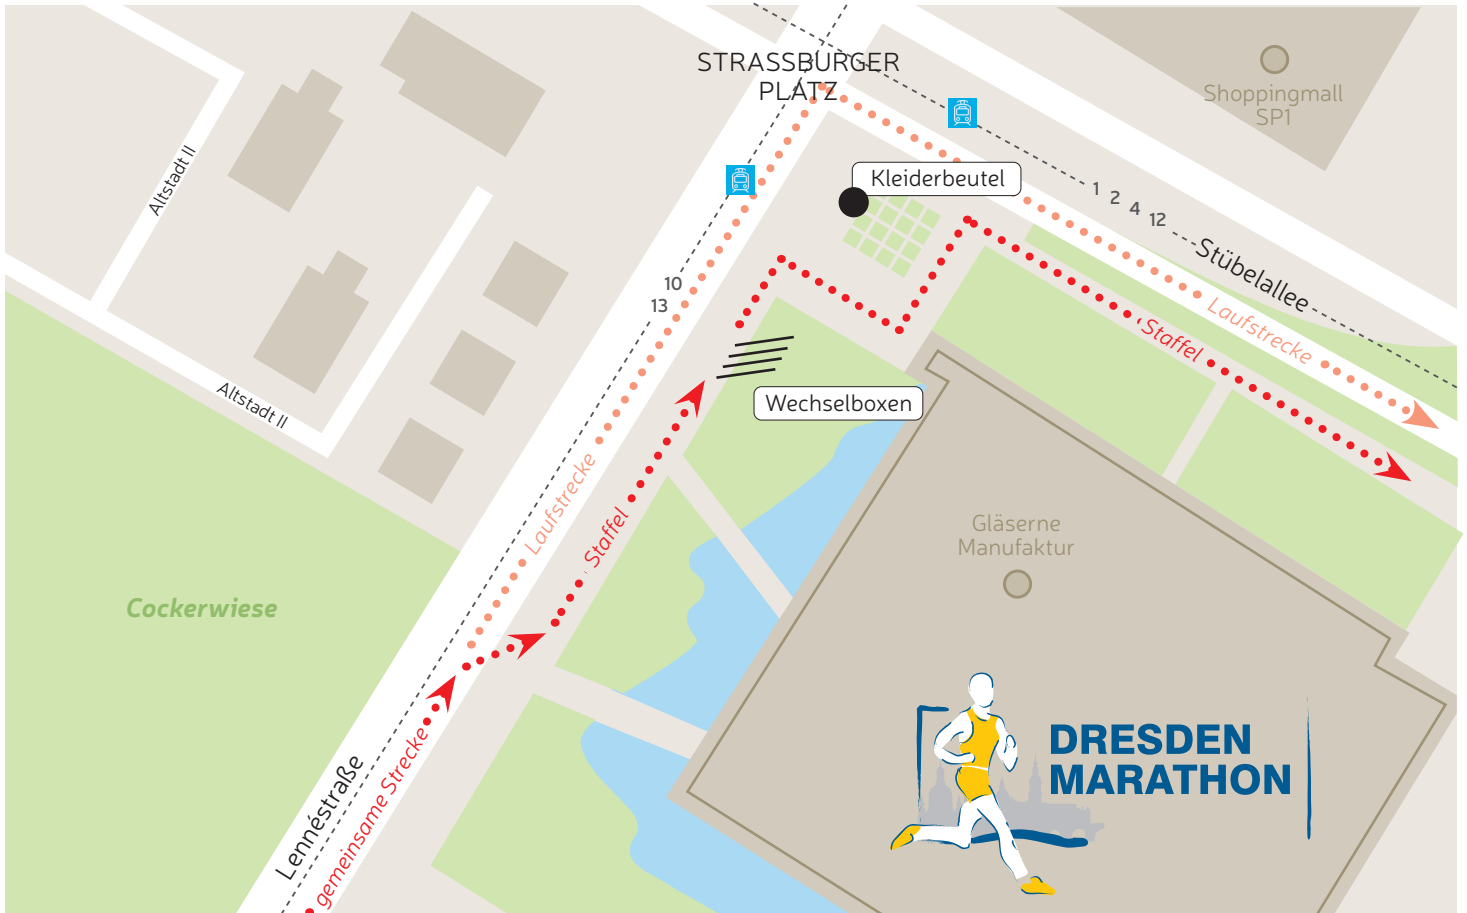 STRASSBURGER
PLATZ
Shoppingmall
SP1
Altstadt II
Kleiderbeutel
1
2
4
12
Stübelallee
10
13
Laufstrecke
Staffel
Altstadt II
Wechselboxen
Laufstrecke
Staffel
Gläserne
Manufaktur
Cockerwiese
Lennéstraße
gemeinsame Strecke
DRESDEN
MARATHON